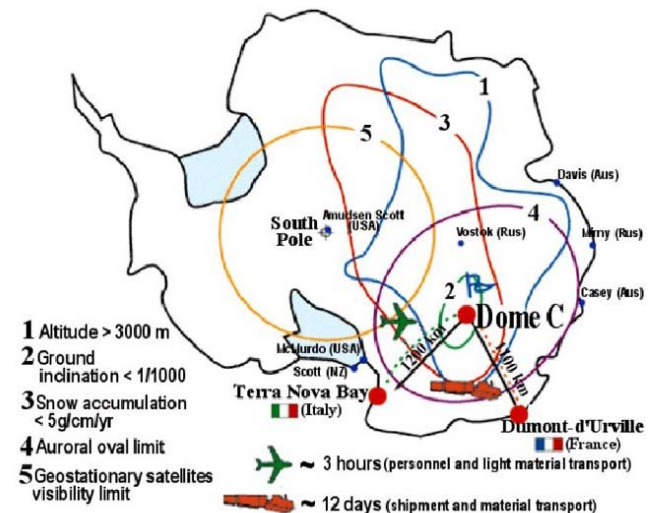 1
3
5
4
2
Davis (Aus)
Amudsen Scott
(USA)
South
Pole
Vostok (Rus)
Mirny (Rus)
Casey (Aus)
Dome C
1200 km
1100 km
McMurdo (USA)
Scott (NZ)
Terra Nova Bay
(Italy)
Dumont-d'Urville
(France)
1 Altitude > 3000 m
2 Ground
inclination < 1/1000
3 Snow accumulation
< 5g/cm/yr
4 Auroral oval limit
5 Geostationary satellites
visibility limit
~ 3 hours (personnel and light material transport)
~ 12 days (shipment and material transport)